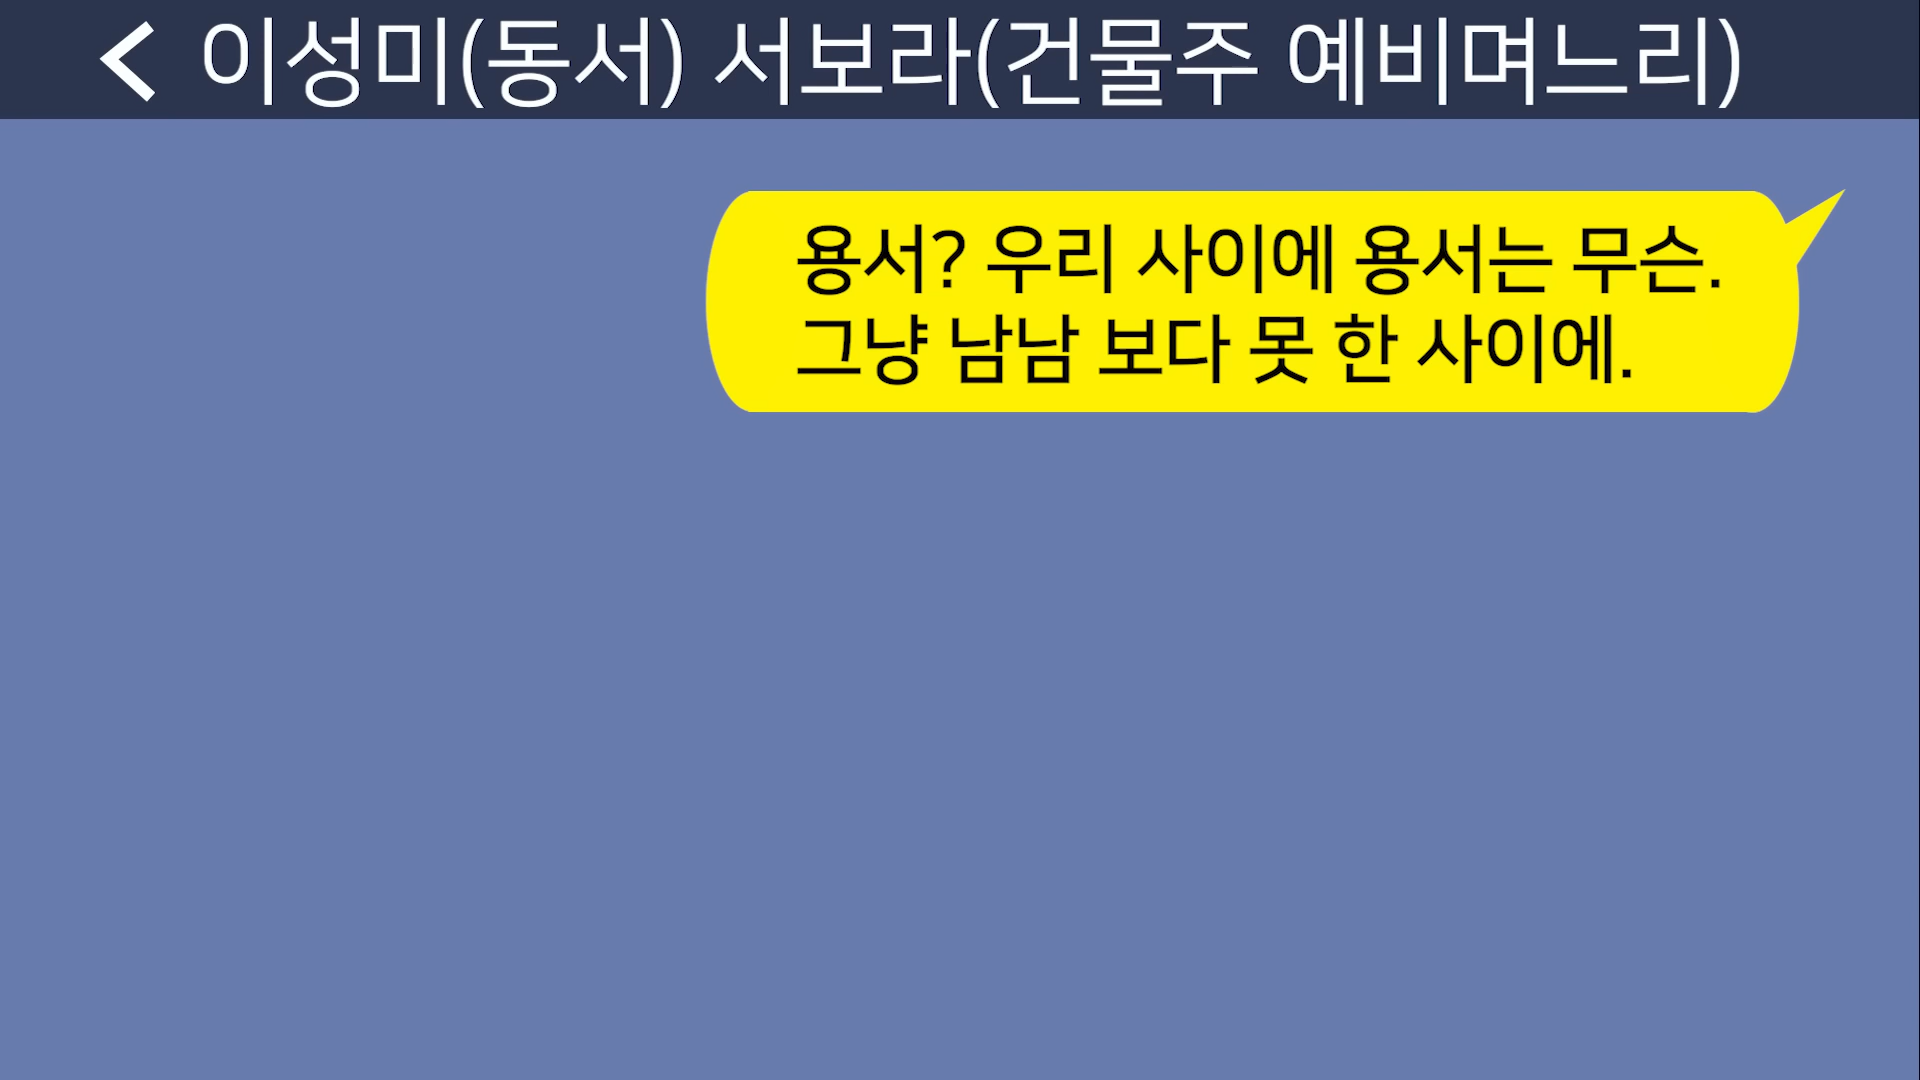 이성미(동서) 서보라(건물주 예비며느리)
용서? 우리 사이에 용서는 무슨.
그냥 남남 보다 못 한 사이에.